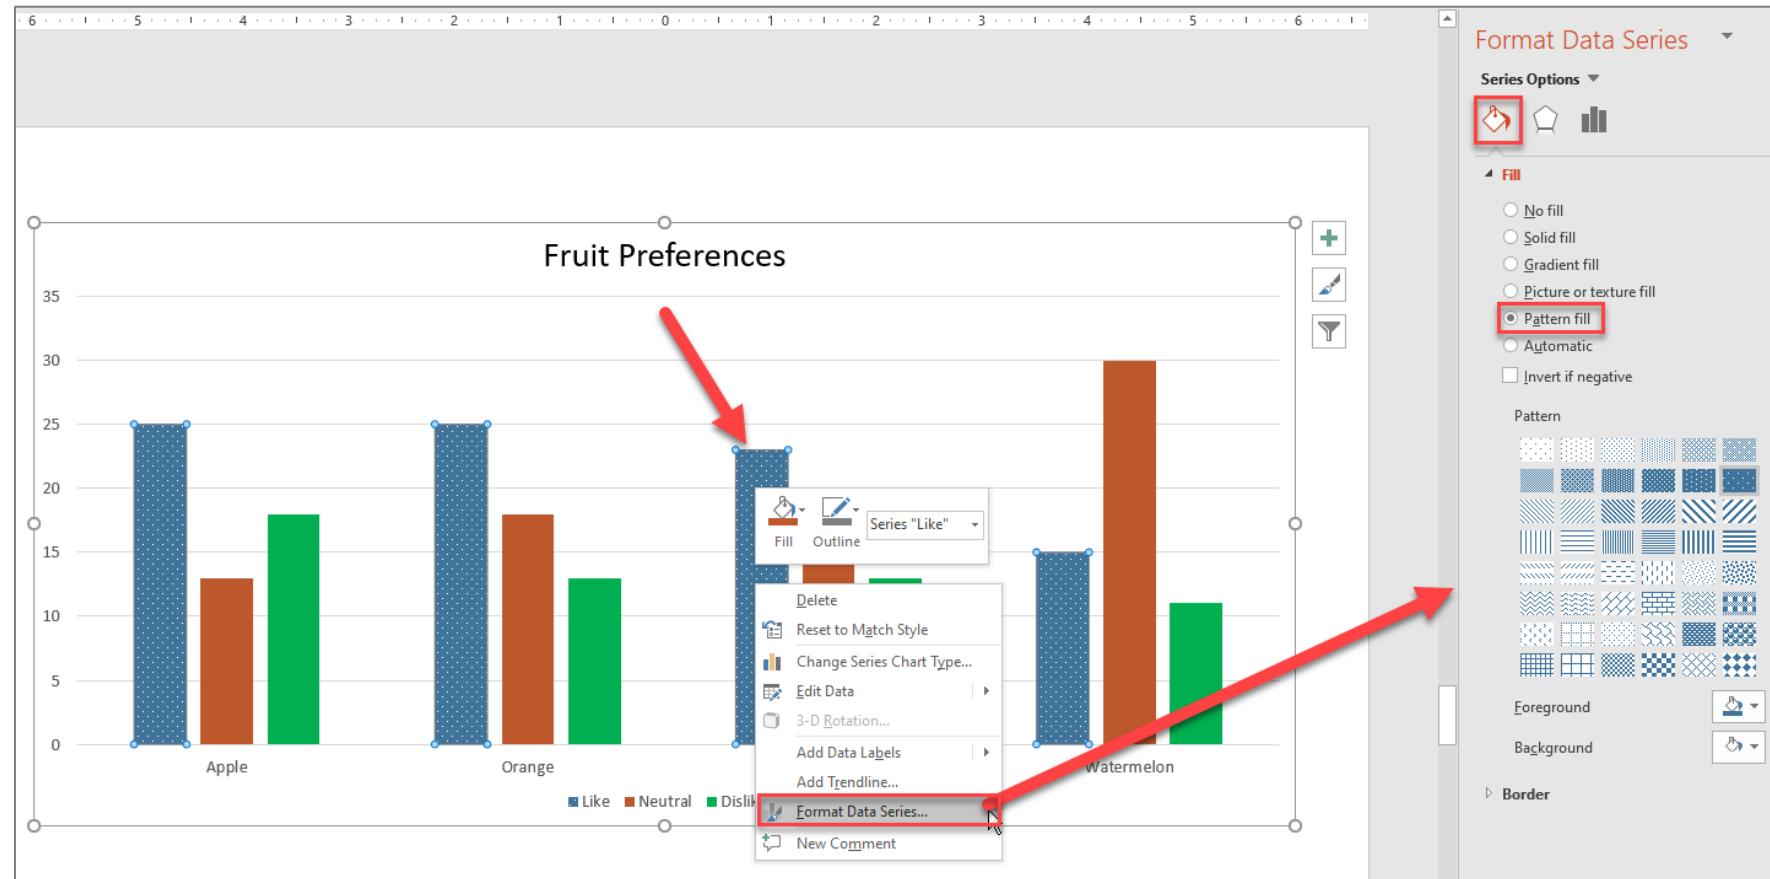 6 5 4 3 2 1 0 1 2 3 4 5 6
Format Data Series
Series Options
Fill
No fill
Solid fill
Gradient fill
Picture or texture fill
Pattern fill
Automatic
Invert if negative
Pattern
Foreground
Background
Border
Fruit Preferences
35
30
25
20
15
10
5
0
Apple Orange Watermelon
Like Neutral Dislik
Series "Like"
Fill Outline
Delete
Reset to Match Style
Change Series Chart Type...
Edit Data
3-D Rotation...
Add Data Labels
Add Trendline...
Format Data Series...
New Comment